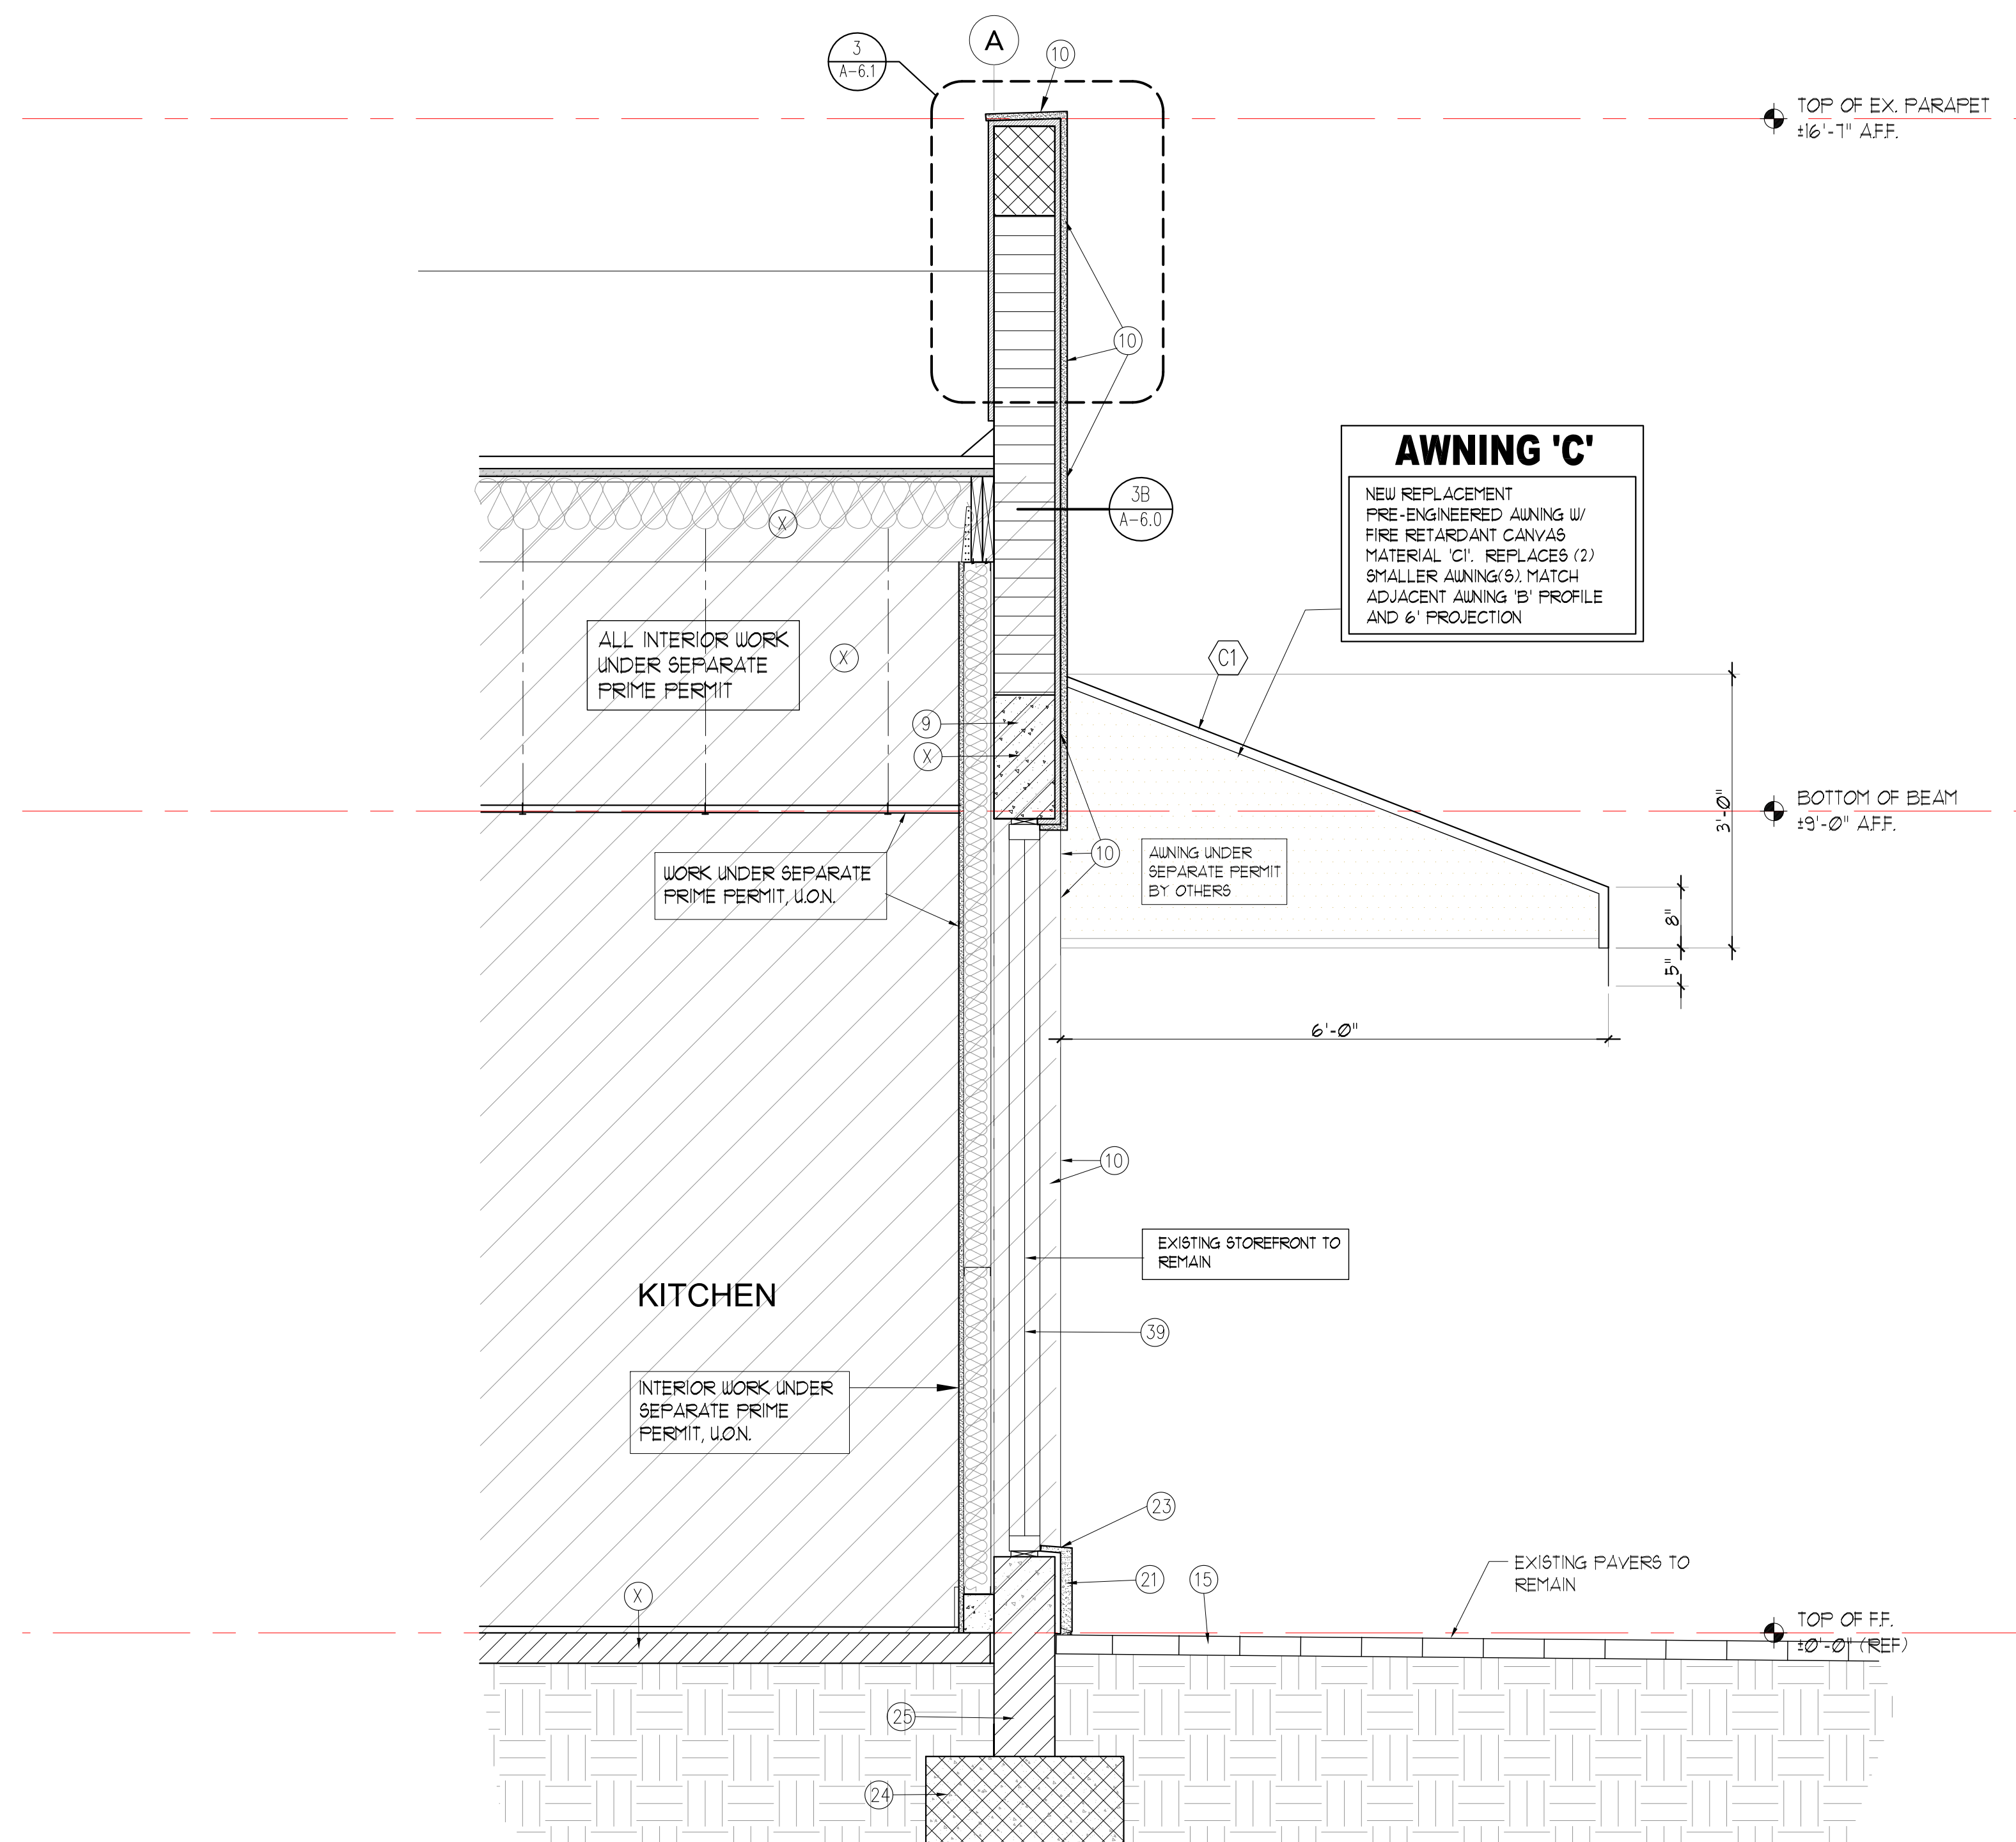 3
A-6.1
A
10
TOP OF EX. PARAPET
±16'-7" A.F.F.
10
AWNING 'C'
NEW REPLACEMENT
PRE-ENGINEERED AWNING W/
FIRE RETARDANT CANVAS
MATERIAL 'C1'. REPLACES (2)
SMALLER AWNING(S). MATCH
ADJACENT AWNING 'B' PROFILE
AND 6' PROJECTION
3B
A-6.0
X
ALL INTERIOR WORK
UNDER SEPARATE
PRIME PERMIT
X
C1
9
X
BOTTOM OF BEAM
±9'-0" A.F.F.
3'-0"
WORK UNDER SEPARATE
PRIME PERMIT, U.O.N.
10
AWNING UNDER
SEPARATE PERMIT
BY OTHERS
8"
5"
6'-0"
10
EXISTING STOREFRONT TO
REMAIN
KITCHEN
39
INTERIOR WORK UNDER
SEPARATE PRIME
PERMIT, U.O.N.
23
21
15
EXISTING PAVERS TO
REMAIN
X
TOP OF F.F.
±0'-0" (REF)
25
24